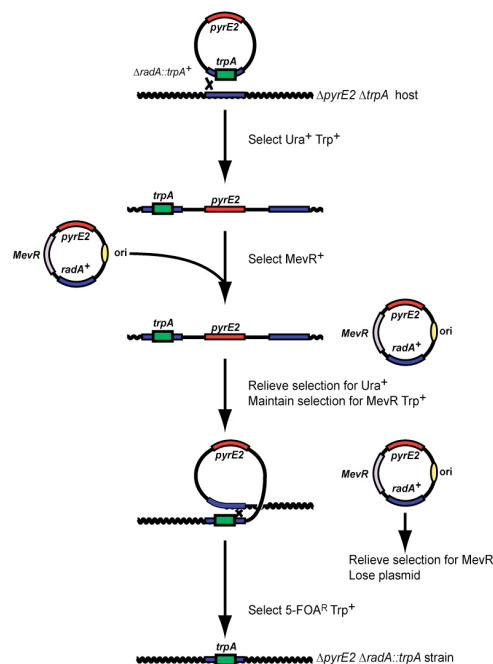 pyrE2
trpA
ΔradA::trpA⁺
ΔpyrE2 ΔtrpA host
Select Ura⁺ Trp⁺
trpA
pyrE2
pyrE2
MevR
ori
radA⁺
Select MevR⁺
trpA
pyrE2
pyrE2
MevR
ori
radA⁺
Relieve selection for Ura⁺
Maintain selection for MevR Trp⁺
pyrE2
pyrE2
MevR
ori
radA⁺
trpA
Relieve selection for MevR
Lose plasmid
Select 5-FOAᴿ Trp⁺
trpA
ΔpyrE2 ΔradA::trpA strain